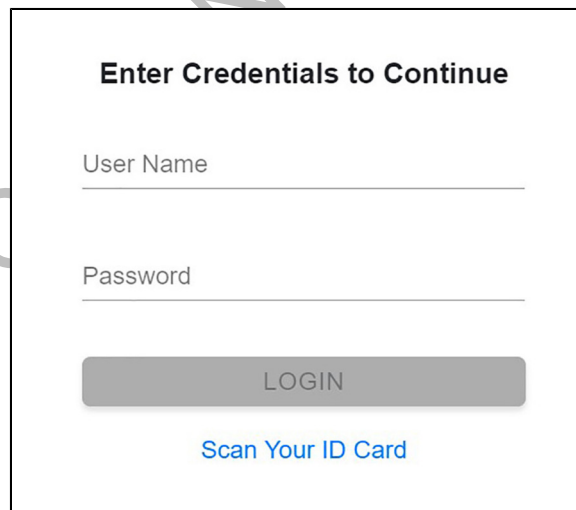 Enter Credentials to Continue
User Name
Password
LOGIN
Scan Your ID Card